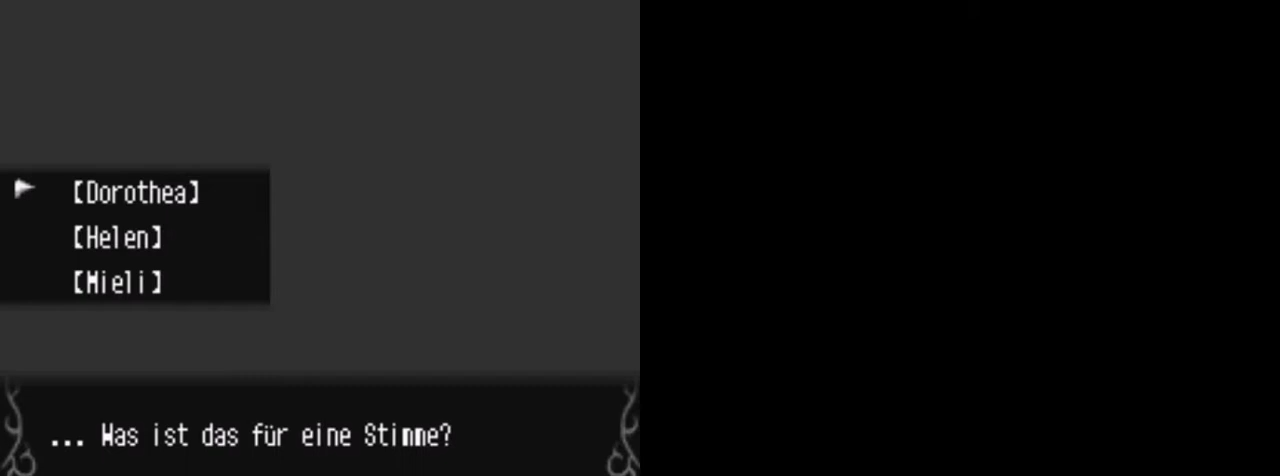 【Dorothea】
【Helen】
【Mieli】
... Was ist das für eine Stimme?